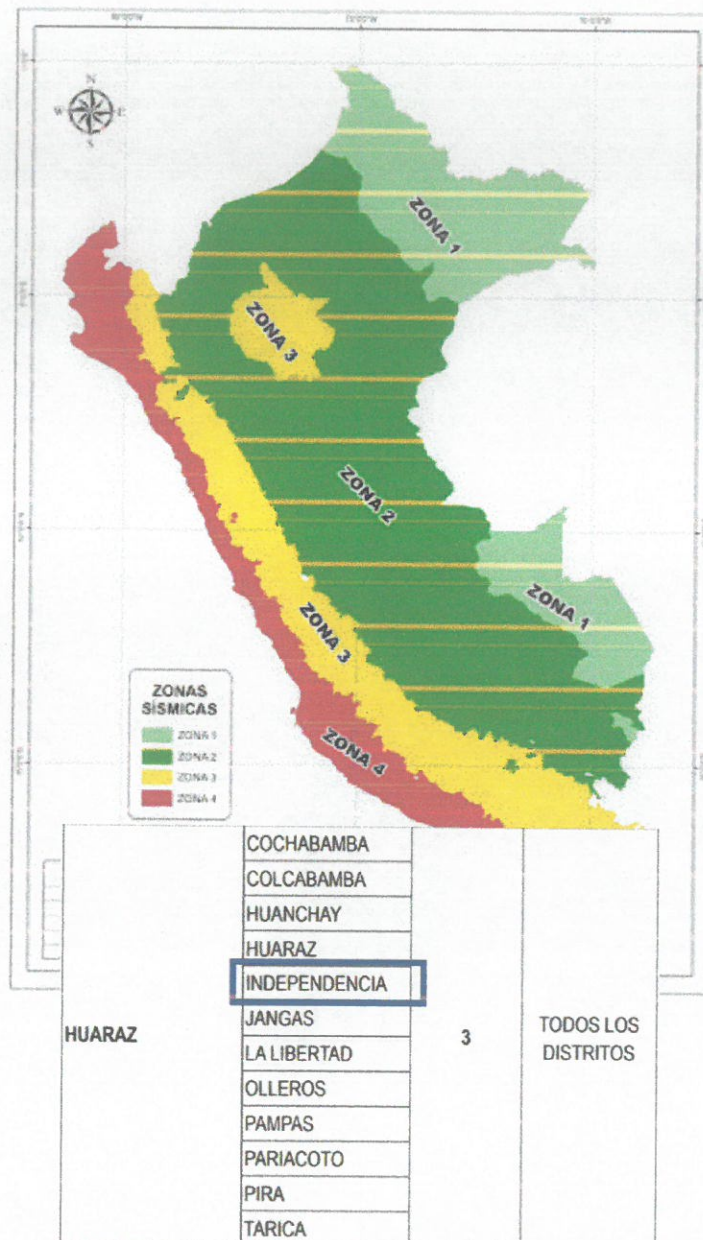 N
W
E
S
ZONA 1
ZONA 3
ZONA 2
ZONA 1
ZONA 3
ZONA 4
ZONAS
SÍSMICAS
ZONA 1
ZONA 2
ZONA 3
ZONA 4
COCHABAMBA
COLCABAMBA
HUANCHAY
HUARAZ
INDEPENDENCIA
JANGAS
HUARAZ
3
TODOS LOS
DISTRITOS
LA LIBERTAD
OLLEROS
PAMPAS
PARIACOTO
PIRA
TARICA